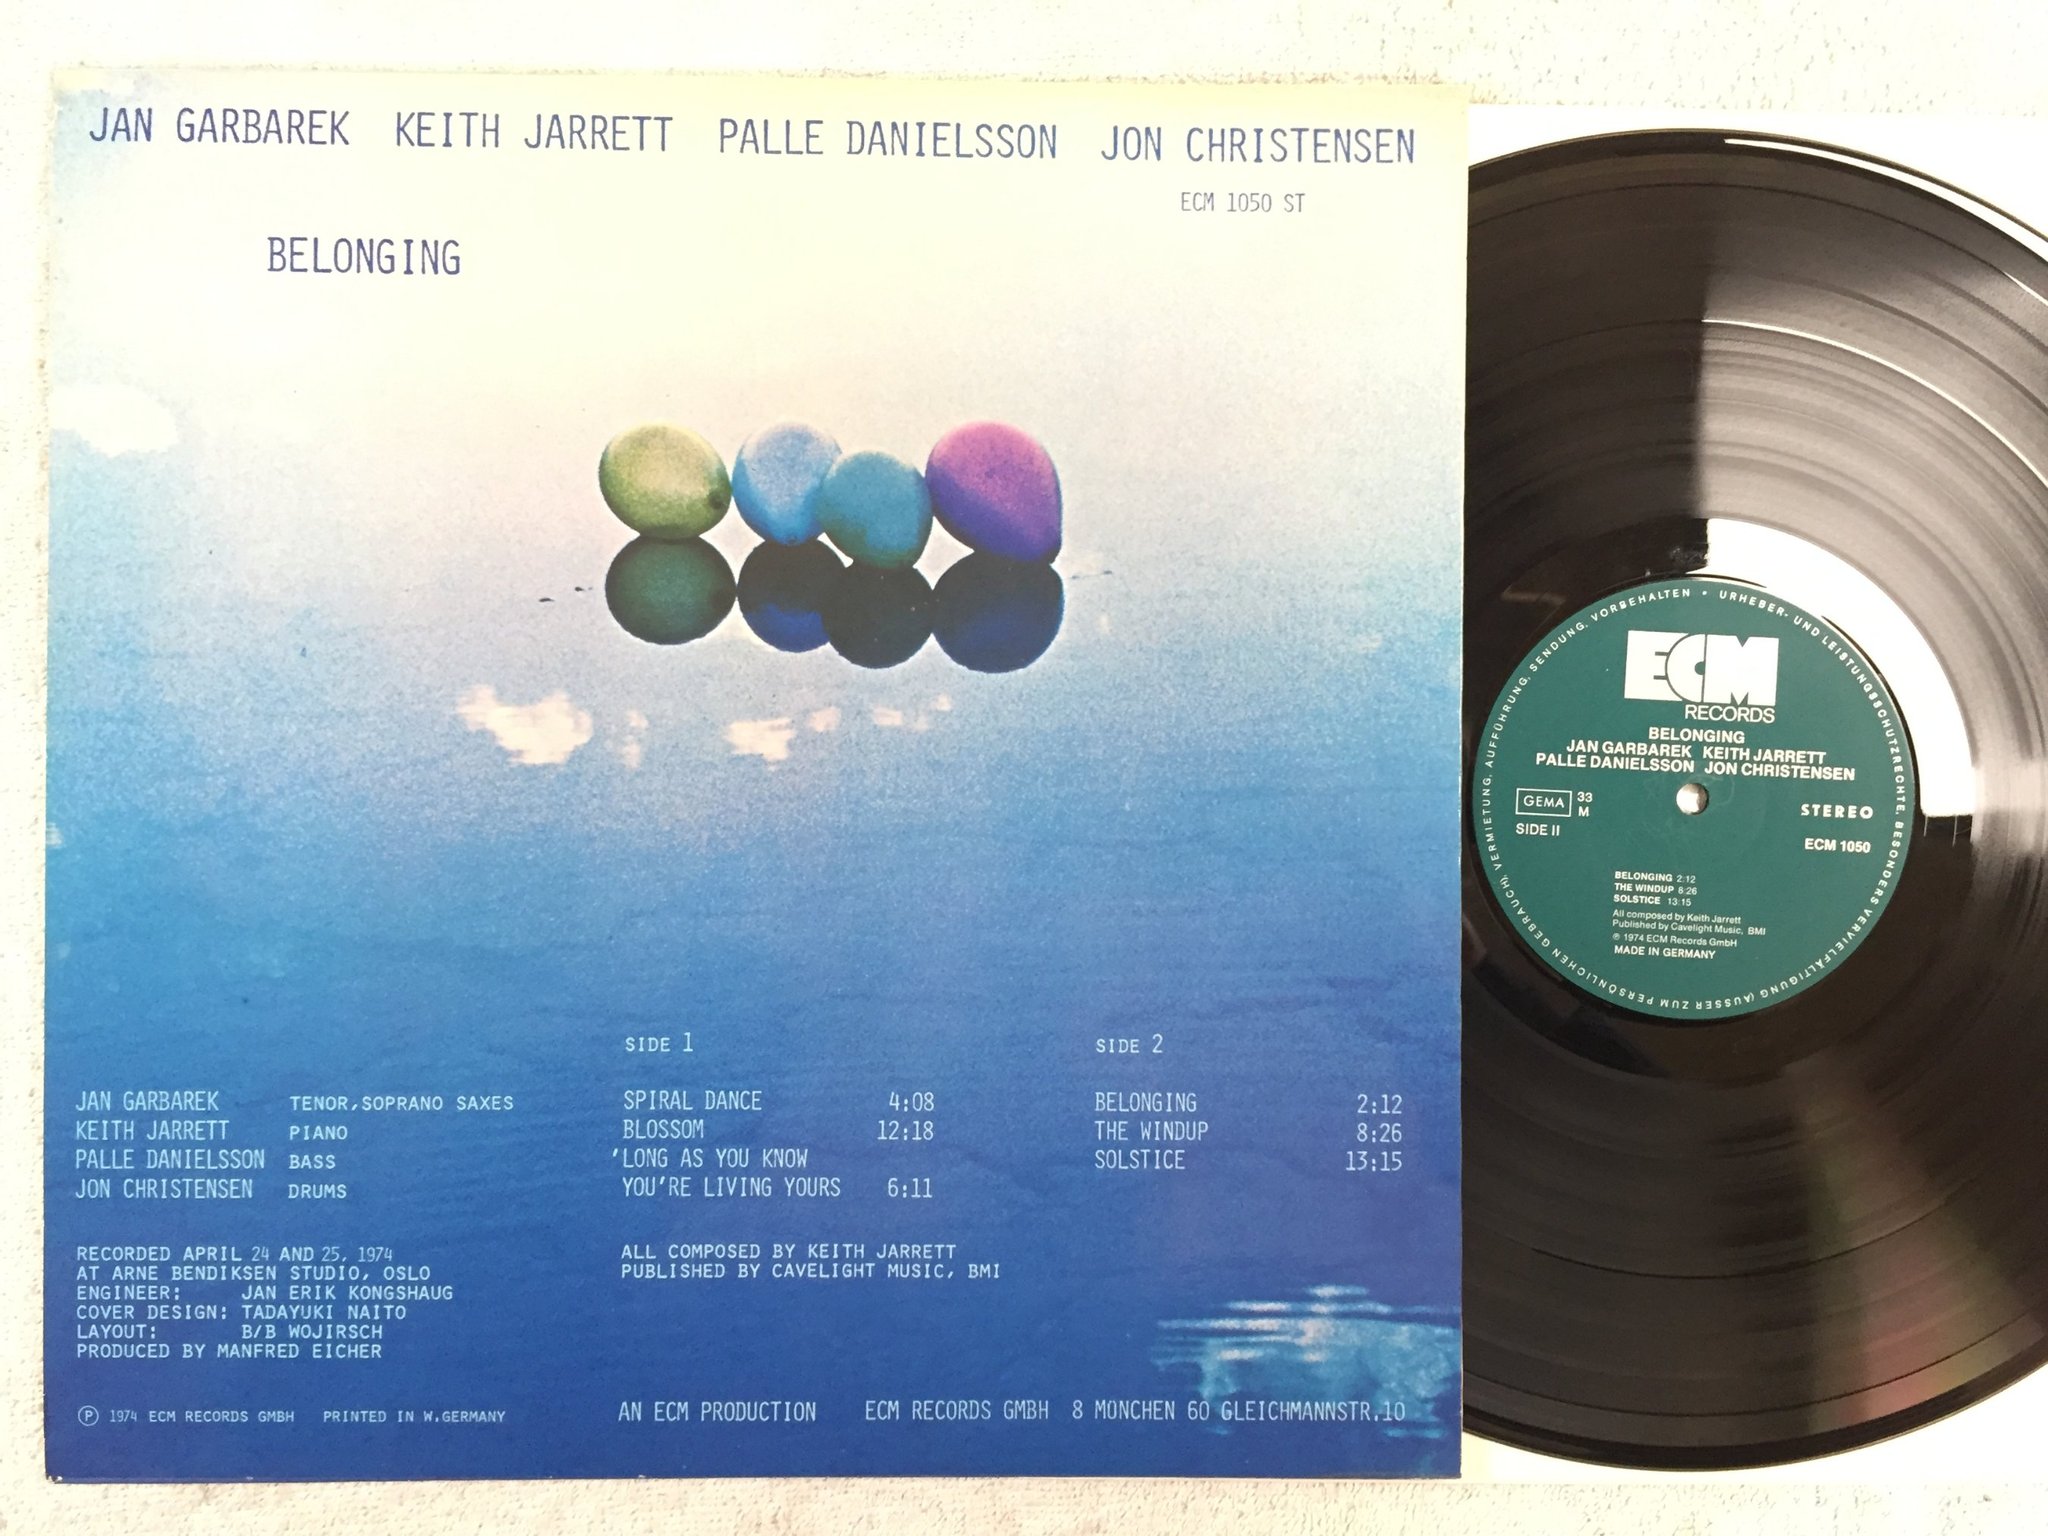 JAN GARBAREK KEITH JARRETT PALLE DANIELSSON JON CHRISTENSEN
ECM 1050 ST
BELONGING
SIDE 1
SPIRAL DANCE 4:08
BLOSSOM 12:18
'LONG AS YOU KNOW
YOU'RE LIVING YOURS 6:11
SIDE 2
BELONGING 2:12
THE WINDUP 8:26
SOLSTICE 13:15
JAN GARBAREK TENOR, SOPRANO SAXES
KEITH JARRETT PIANO
PALLE DANIELSSON BASS
JON CHRISTENSEN DRUMS
RECORDED APRIL 24 AND 25, 1974
AT ARNE BENDIKSEN STUDIO, OSLO
ENGINEER: JAN ERIK KONGSHAUG
COVER DESIGN: TADAYUKI NAITO
LAYOUT: B/B WOJIRSCH
PRODUCED BY MANFRED EICHER
ALL COMPOSED BY KEITH JARRETT
PUBLISHED BY CAVELIGHT MUSIC, BMI
Ⓟ 1974 ECM RECORDS GMBH PRINTED IN W.GERMANY
AN ECM PRODUCTION ECM RECORDS GMBH 8 MÜNCHEN 60 GLEICHMANNSTR.10
URHEBER- UND LEISTUNGSSCHUTZRECHTE, BESONDERS VERVIELFÄLTIGUNG (AUSSER ZUM PERSÖNLICHEN GEBRAUCH), VERMIETUNG, AUFFÜHRUNG, SENDUNG, VORBEHALTEN •
ECM
RECORDS
BELONGING
JAN GARBAREK KEITH JARRETT
PALLE DANIELSSON JON CHRISTENSEN
GEMA 33
M
STEREO
SIDE II
ECM 1050
BELONGING 2:12
THE WINDUP 8:26
SOLSTICE 13:15
All composed by Keith Jarrett
Published by Cavelight Music, BMI
℗ 1974 ECM Records GmbH
MADE IN GERMANY